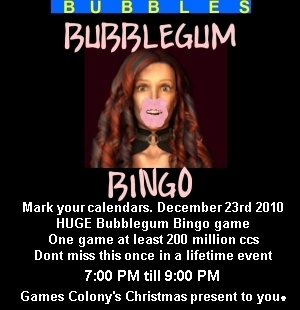 BUBBLES
BUBBLEGUM
BINGO
Mark your calendars. December 23rd 2010
HUGE Bubblegum Bingo game
One game at least 200 million ccs
Dont miss this once in a lifetime event
7:00 PM till 9:00 PM
Games Colony's Christmas present to you.